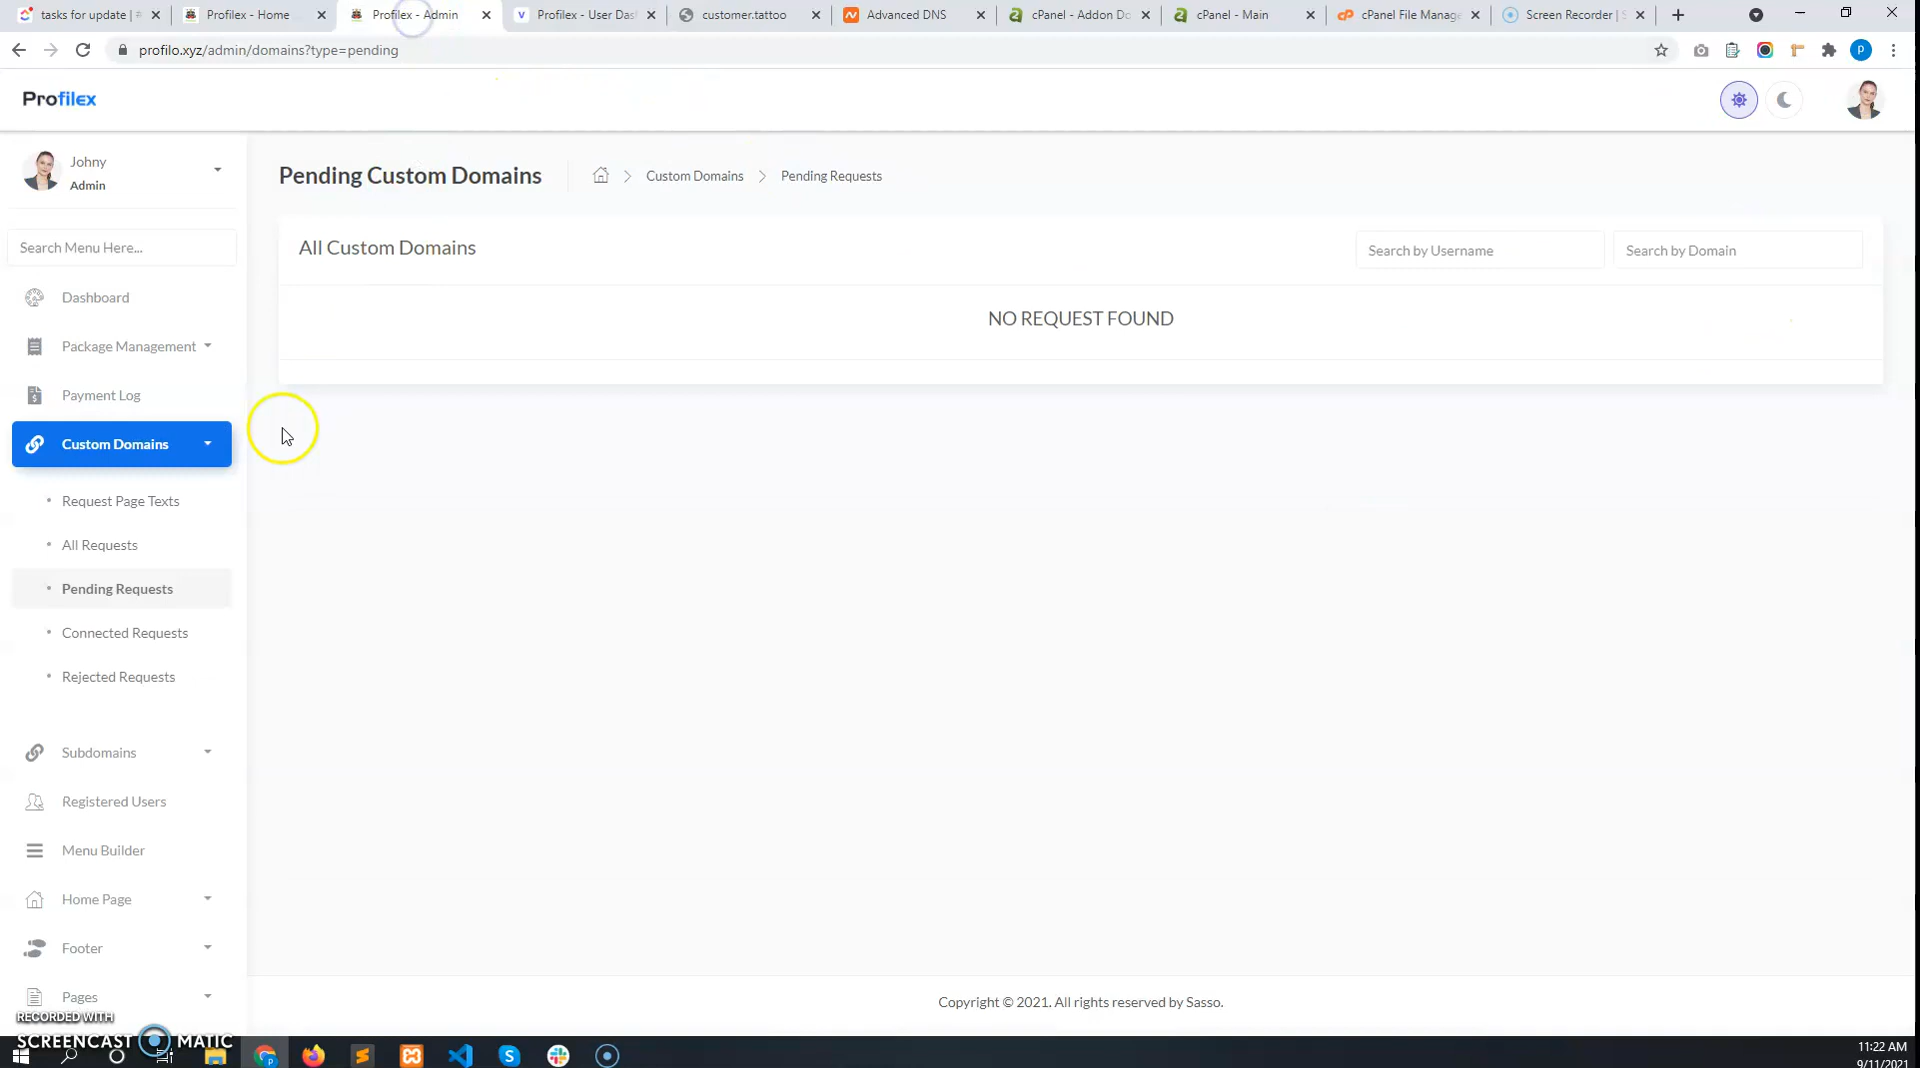 tasks for update | #
Profilex - Home
Profilex - Admin
Profilex - User Das
customer.tattoo
Advanced DNS
cPanel - Addon Do
cPanel - Main
cPanel File Manage
Screen Recorder | S
profilo.xyz/admin/domains?type=pending
P
Profilex
Johny
Admin
Pending Custom Domains
Custom Domains
Pending Requests
Search Menu Here...
All Custom Domains
Search by Username
Search by Domain
NO REQUEST FOUND
Dashboard
Package Management
Payment Log
Custom Domains
Request Page Texts
All Requests
Pending Requests
Connected Requests
Rejected Requests
Subdomains
Registered Users
Menu Builder
Home Page
Footer
Pages
Copyright © 2021. All rights reserved by Sasso.
RECORDED WITH
SCREENCAST MATIC
11:22 AM
9/11/2021